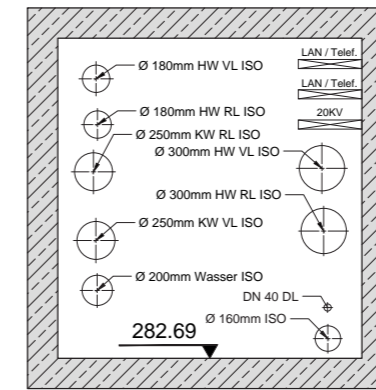 LAN / Telef.
Ø 180mm HW VL ISO
LAN / Telef.
Ø 180mm HW RL ISO
20KV
Ø 250mm KW RL ISO
Ø 300mm HW VL ISO
Ø 300mm HW RL ISO
Ø 250mm KW VL ISO
Ø 200mm Wasser ISO
DN 40 DL
Ø 160mm ISO
282.69